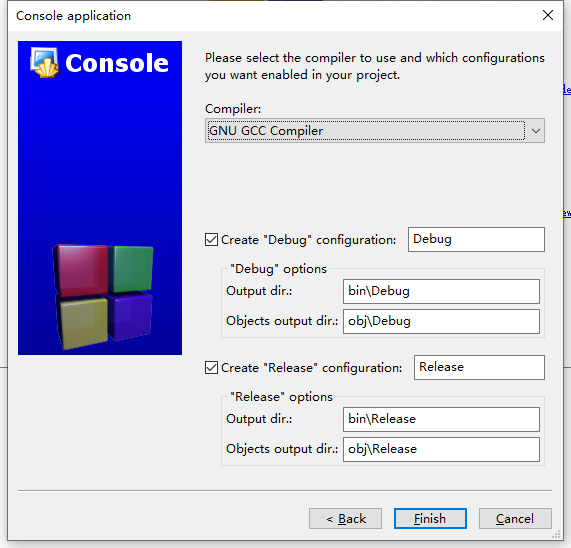 Console application
Console
Please select the compiler to use and which configurations
you want enabled in your project.
Compiler:
GNU GCC Compiler
Create "Debug" configuration: Debug
"Debug" options
Output dir.: bin\Debug
Objects output dir.: obj\Debug
Create "Release" configuration: Release
"Release" options
Output dir.: bin\Release
Objects output dir.: obj\Release
< Back Finish Cancel